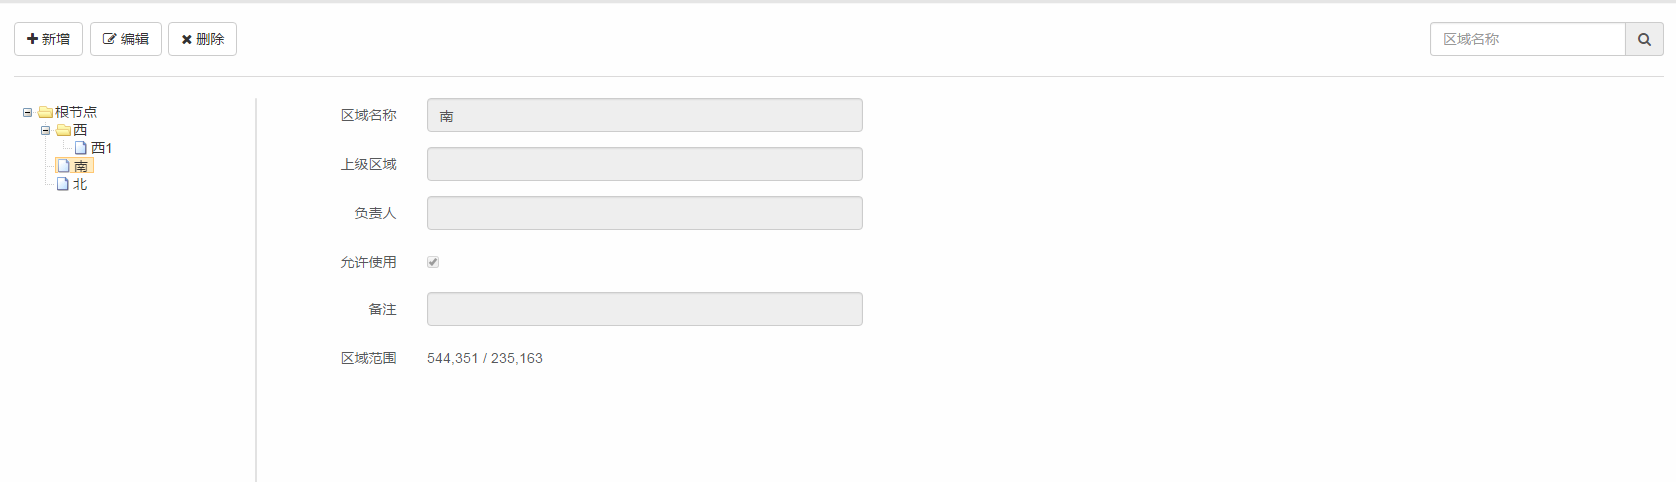 新增 编辑 删除 区域名称
根节点
西
西1
南
北
区域名称 南
上级区域
负责人
允许使用
备注
区域范围 544,351 / 235,163